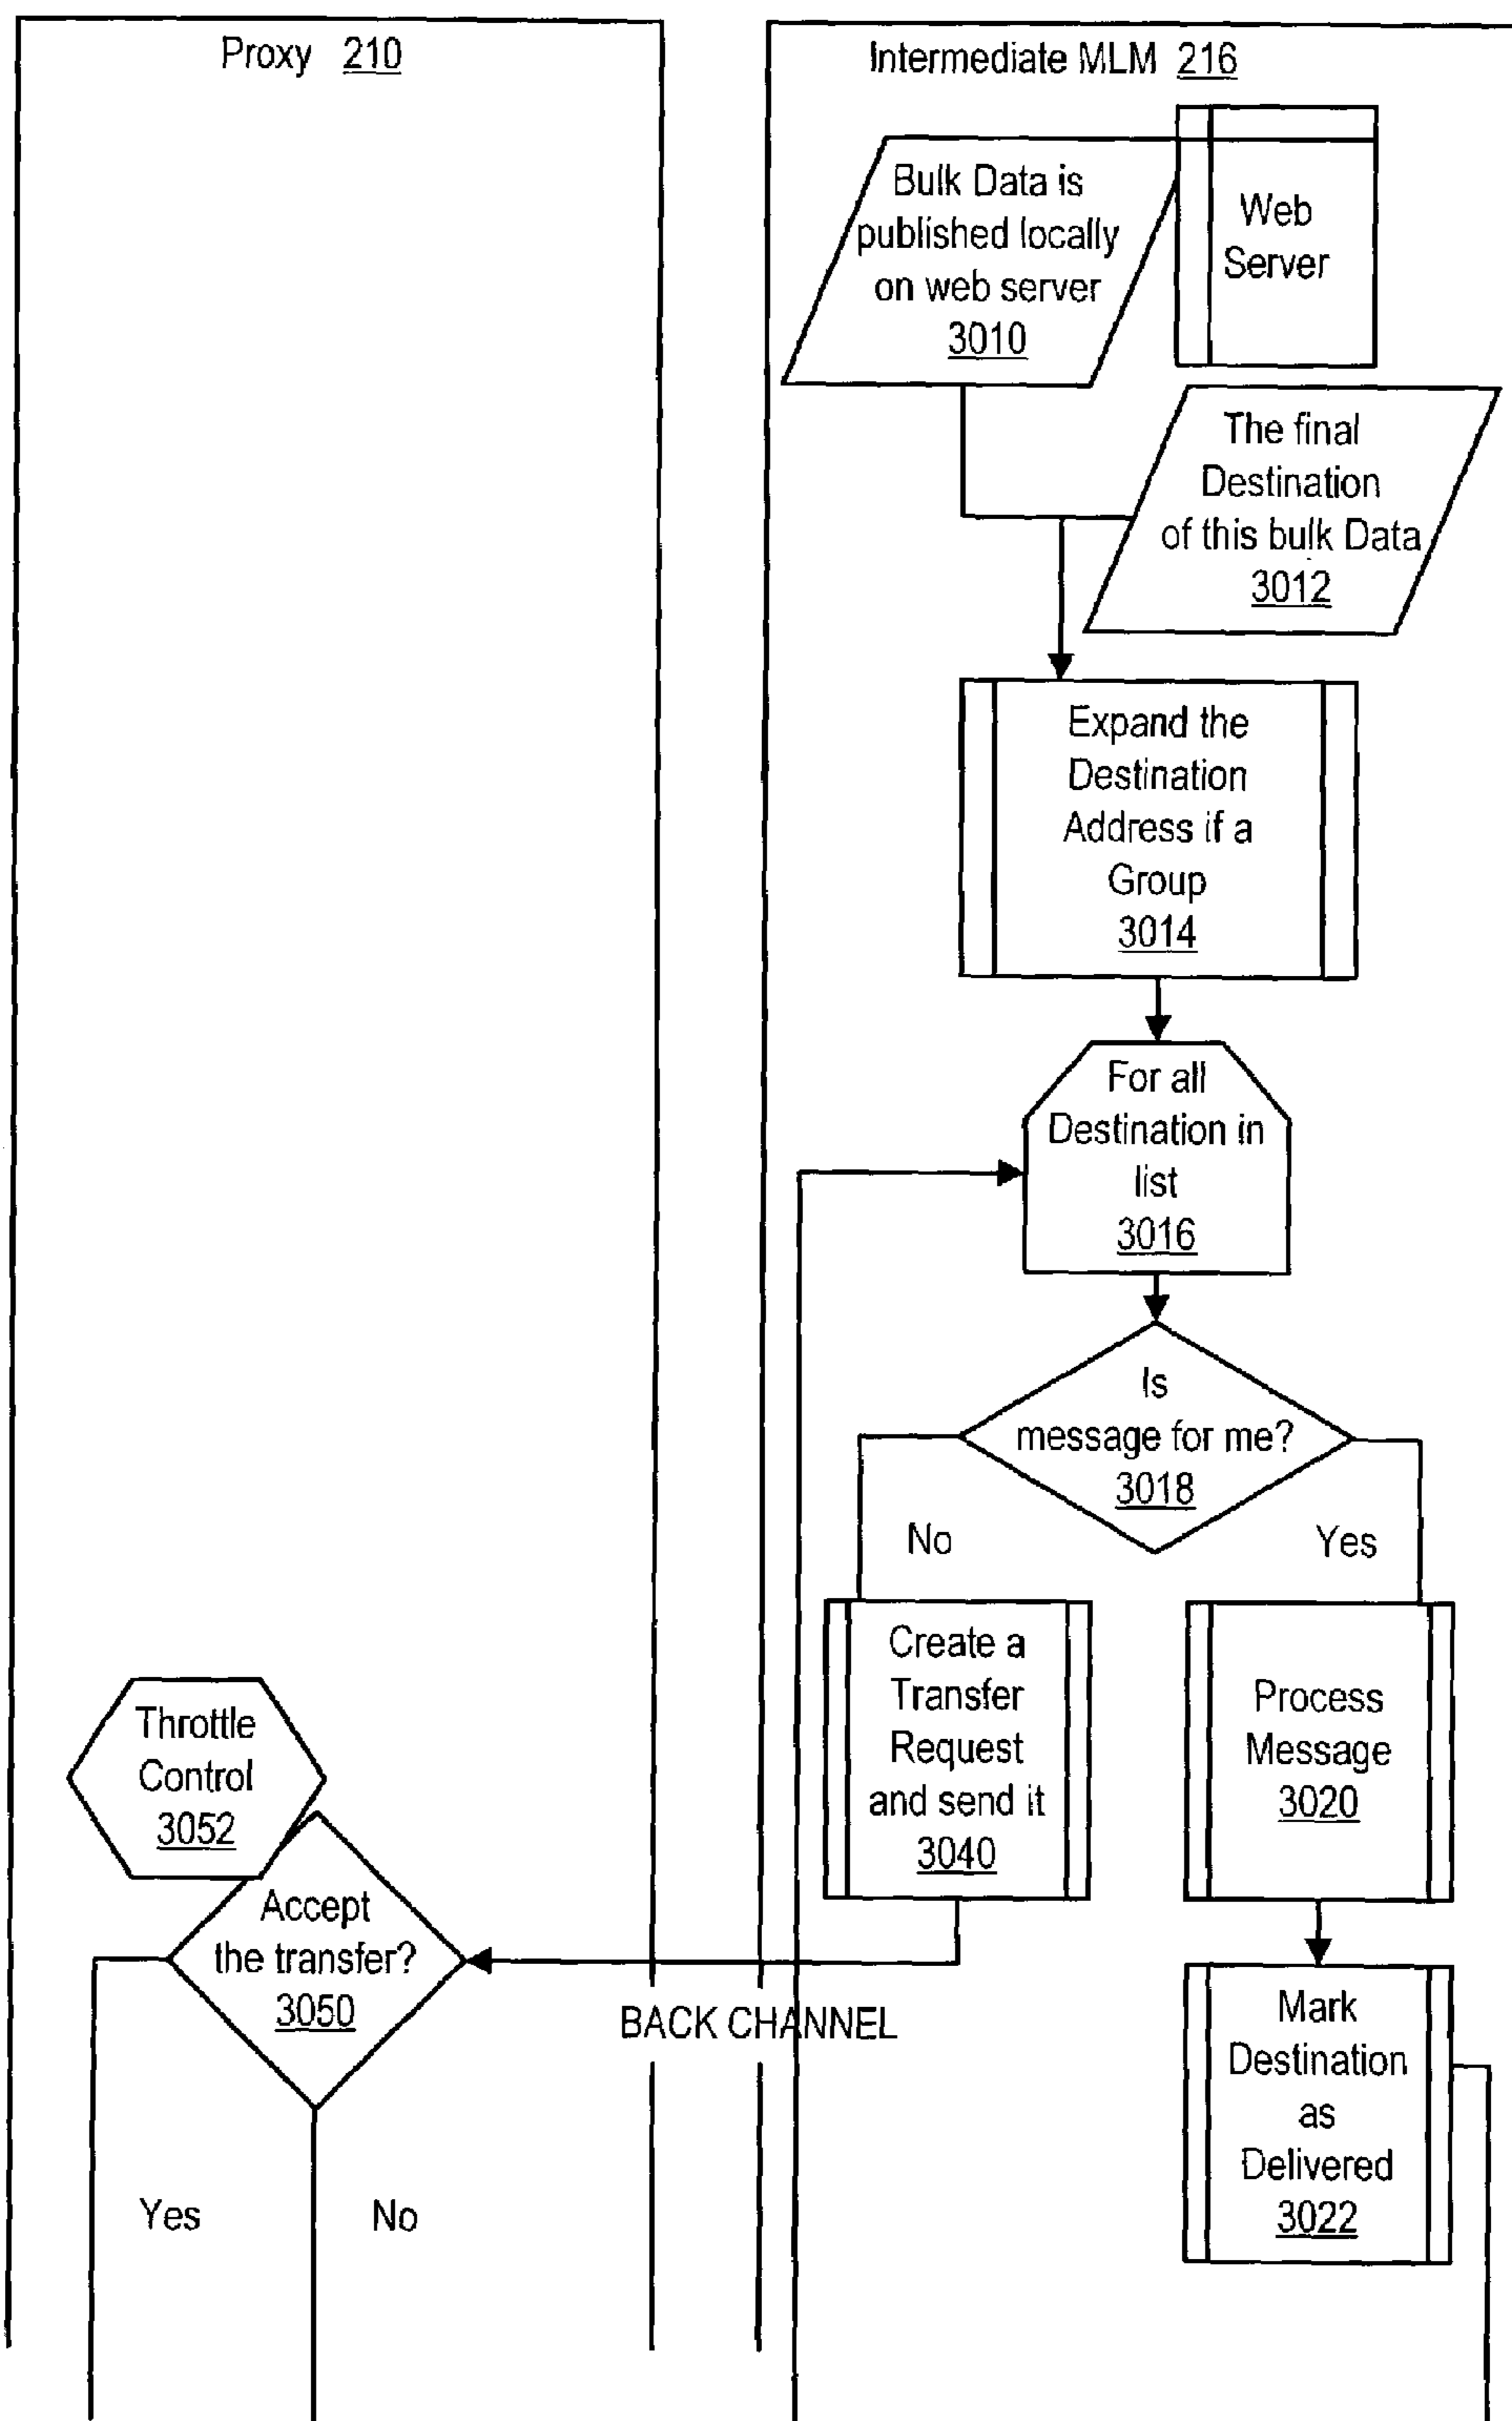 Proxy 210
Intermediate MLM 216
Bulk Data is
published locally
on web server
3010
Web
Server
The final
Destination
of this bulk Data
3012
Expand the
Destination
Address if a
Group
3014
For all
Destination in
list
3016
Is
message for me?
3018
No
Yes
Create a
Transfer
Request
and send it
3040
Process
Message
3020
Throttle
Control
3052
Accept
the transfer?
3050
BACK CHANNEL
Mark
Destination
as
Delivered
3022
Yes
No